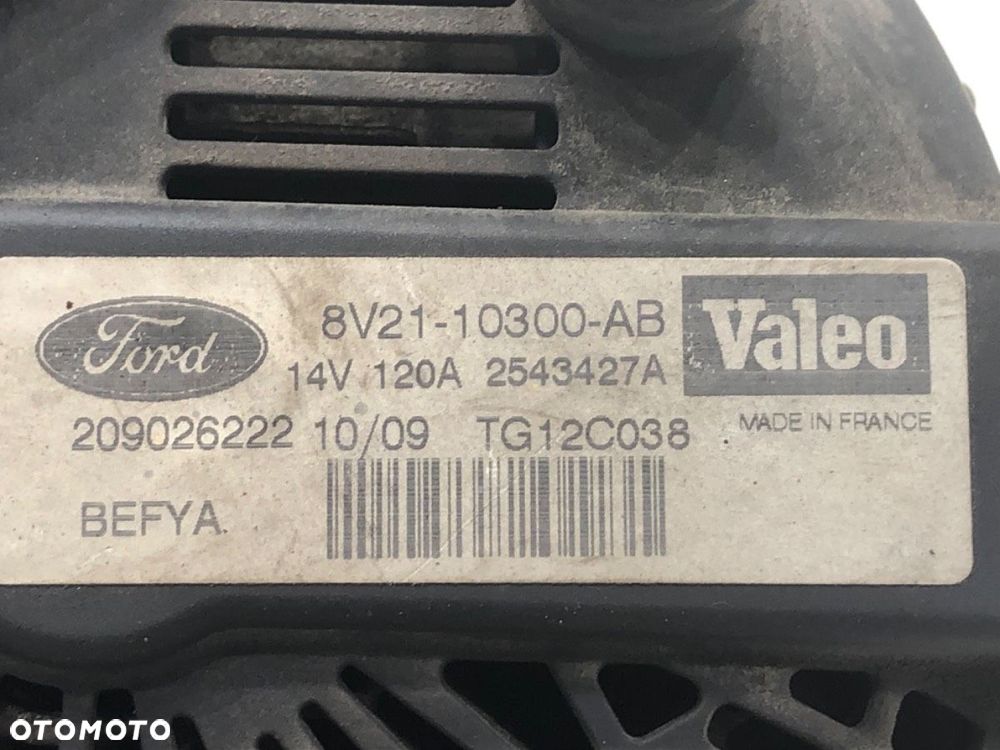 Ford
8V21-10300-AB
14V 120A 2543427A
Valeo
209026222 10/09 TG12C038
MADE IN FRANCE
BEFYA
OTOMOTO